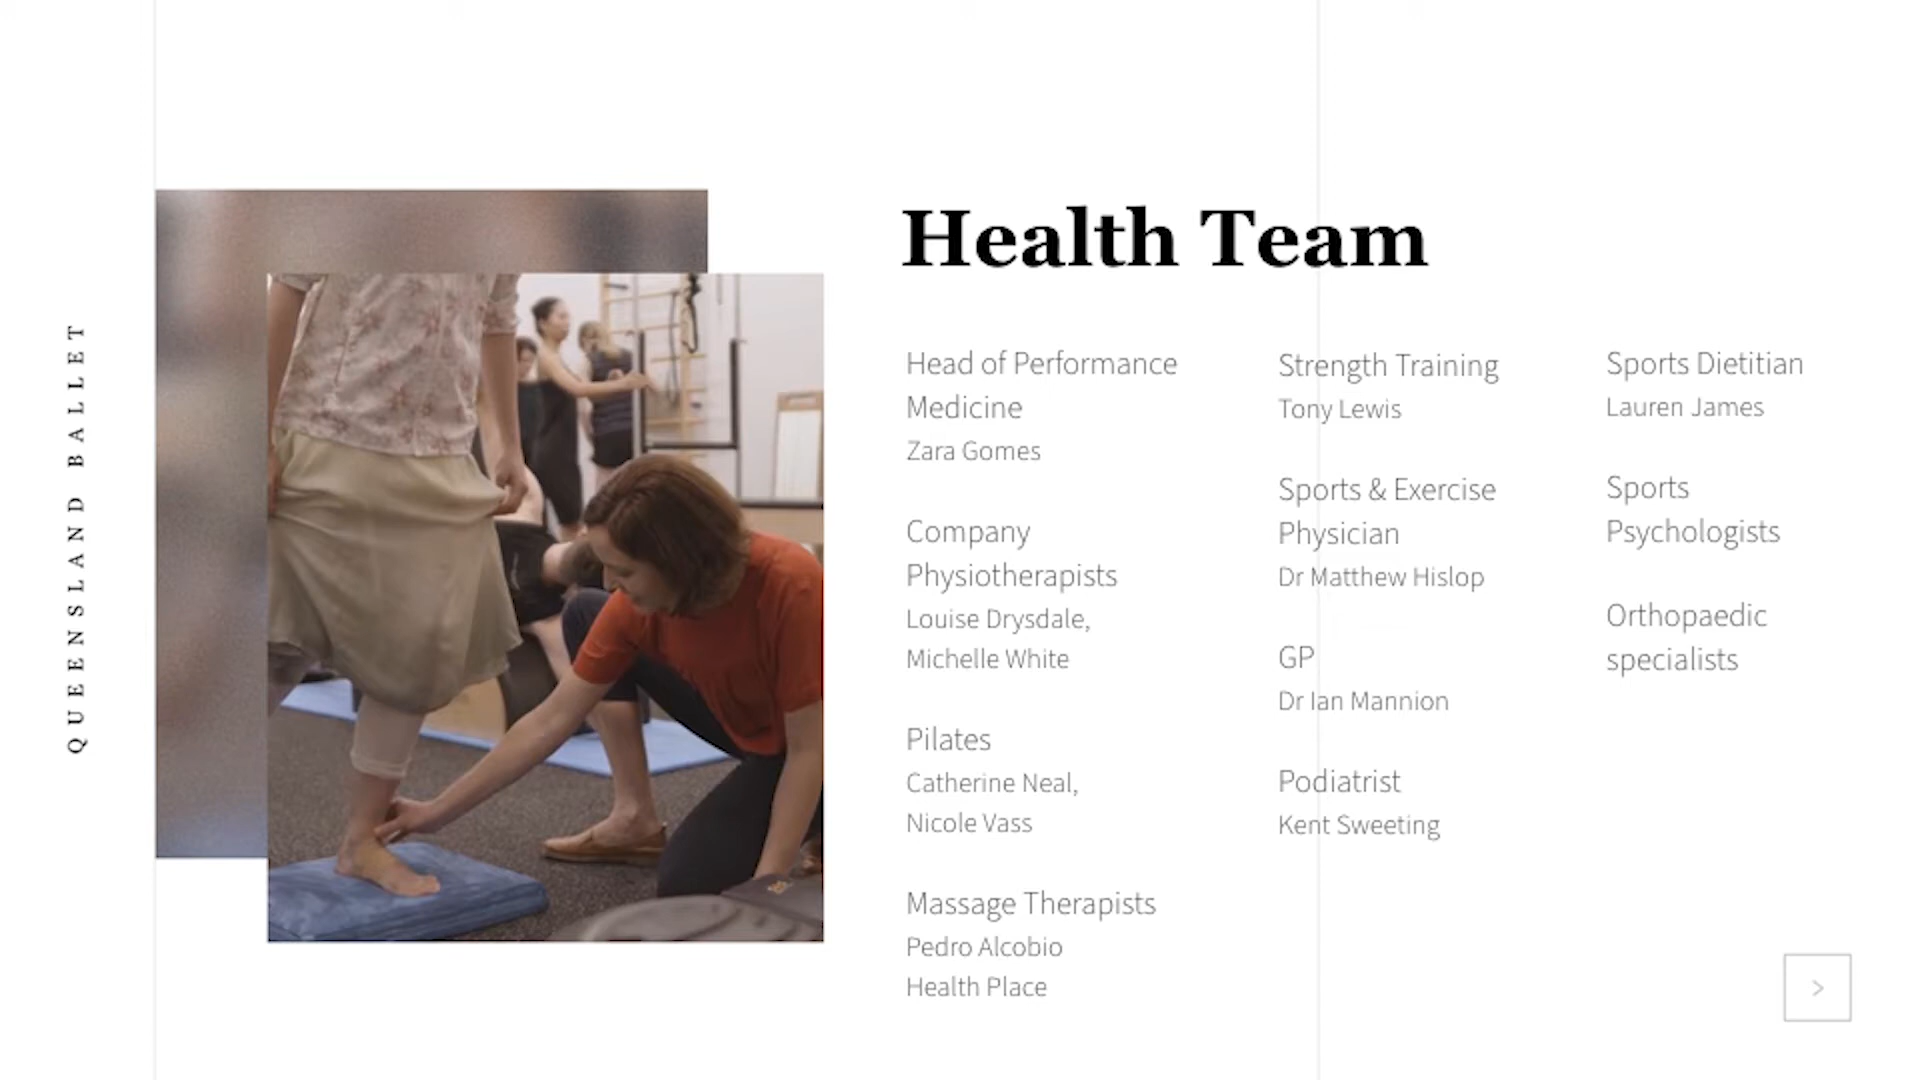 QUEENSLAND BALLET
Health Team
Head of Performance
Medicine
Zara Gomes
Company
Physiotherapists
Louise Drysdale,
Michelle White
Pilates
Catherine Neal,
Nicole Vass
Massage Therapists
Pedro Alcobio
Health Place
Strength Training
Tony Lewis
Sports & Exercise
Physician
Dr Matthew Hislop
GP
Dr Ian Mannion
Podiatrist
Kent Sweeting
Sports Dietitian
Lauren James
Sports
Psychologists
Orthopaedic
specialists
>